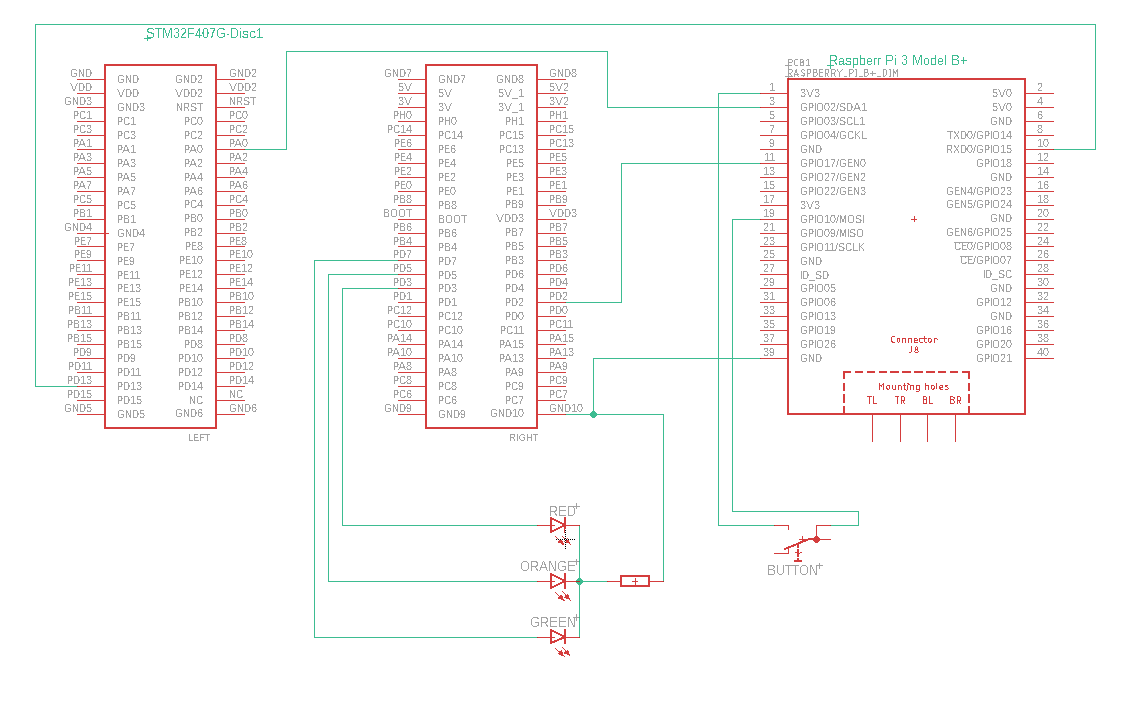 STM32F407G-Disc1
GND GND GND2 GND2
VDD VDD VDD2 VDD2
GND3 GND3 NRST NRST
PC1 PC1 PC0 PC0
PC3 PC3 PC2 PC2
PA1 PA1 PA0 PA0
PA3 PA3 PA2 PA2
PA5 PA5 PA4 PA4
PA7 PA7 PA6 PA6
PC5 PC5 PC4 PC4
PB1 PB1 PB0 PB0
GND4 GND4 PB2 PB2
PE7 PE7 PE8 PE8
PE9 PE9 PE10 PE10
PE11 PE11 PE12 PE12
PE13 PE13 PE14 PE14
PE15 PE15 PB10 PB10
PB11 PB11 PB12 PB12
PB13 PB13 PB14 PB14
PB15 PB15 PD8 PD8
PD9 PD9 PD10 PD10
PD11 PD11 PD12 PD12
PD13 PD13 PD14 PD14
PD15 PD15 NC NC
GND5 GND5 GND6 GND6
LEFT
GND7 GND7 GND8 GND8
5V 5V 5V_1 5V2
3V 3V 3V_1 3V2
PH0 PH0 PH1 PH1
PC14 PC14 PC15 PC15
PE6 PE6 PC13 PC13
PE4 PE4 PE5 PE5
PE2 PE2 PE3 PE3
PE0 PE0 PE1 PE1
PB8 PB8 PB9 PB9
BOOT BOOT VDD3 VDD3
PB6 PB6 PB7 PB7
PB4 PB4 PB5 PB5
PD7 PD7 PB3 PB3
PD5 PD5 PD6 PD6
PD3 PD3 PD4 PD4
PD1 PD1 PD2 PD2
PC12 PC12 PD0 PD0
PC10 PC10 PC11 PC11
PA14 PA14 PA15 PA15
PA10 PA10 PA13 PA13
PA8 PA8 PA9 PA9
PC8 PC8 PC9 PC9
PC6 PC6 PC7 PC7
GND9 GND9 GND10 GND10
RIGHT
Raspberr Pi 3 Model B+
PCB1
RASPBERRY_PI_B+_DIM
1 3V3 5V0 2
3 GPIO02/SDA1 5V0 4
5 GPIO03/SCL1 GND 6
7 GPIO04/GCKL TXD0/GPIO14 8
9 GND RXD0/GPIO15 10
11 GPIO17/GEN0 GPIO18 12
13 GPIO27/GEN2 GND 14
15 GPIO22/GEN3 GEN4/GPIO23 16
17 3V3 GEN5/GPIO24 18
19 GPIO10/MOSI GND 20
21 GPIO09/MISO GEN6/GPIO25 22
23 GPIO11/SCLK CE0/GPIO08 24
25 GND CE/GPIO07 26
27 ID_SD ID_SC 28
29 GPIO05 GND 30
31 GPIO06 GPIO12 32
33 GPIO13 GND 34
35 GPIO19 GPIO16 36
37 GPIO26 GPIO20 38
39 GND GPIO21 40
Connector
J8
Mounting holes
TL TR BL BR
RED
ORANGE
GREEN
BUTTON